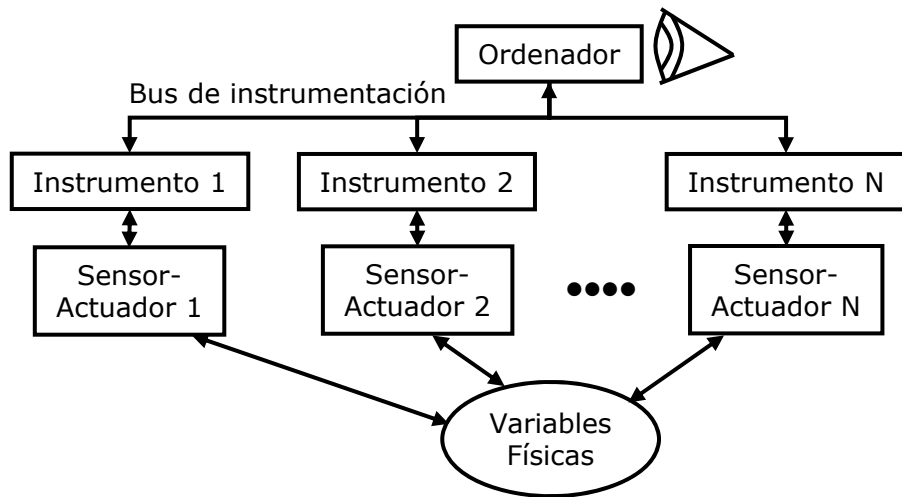 Ordenador
Bus de instrumentación
Instrumento 1
Instrumento 2
Instrumento N
Sensor-
Actuador 1
Sensor-
Actuador 2
Sensor-
Actuador N
Variables
Físicas